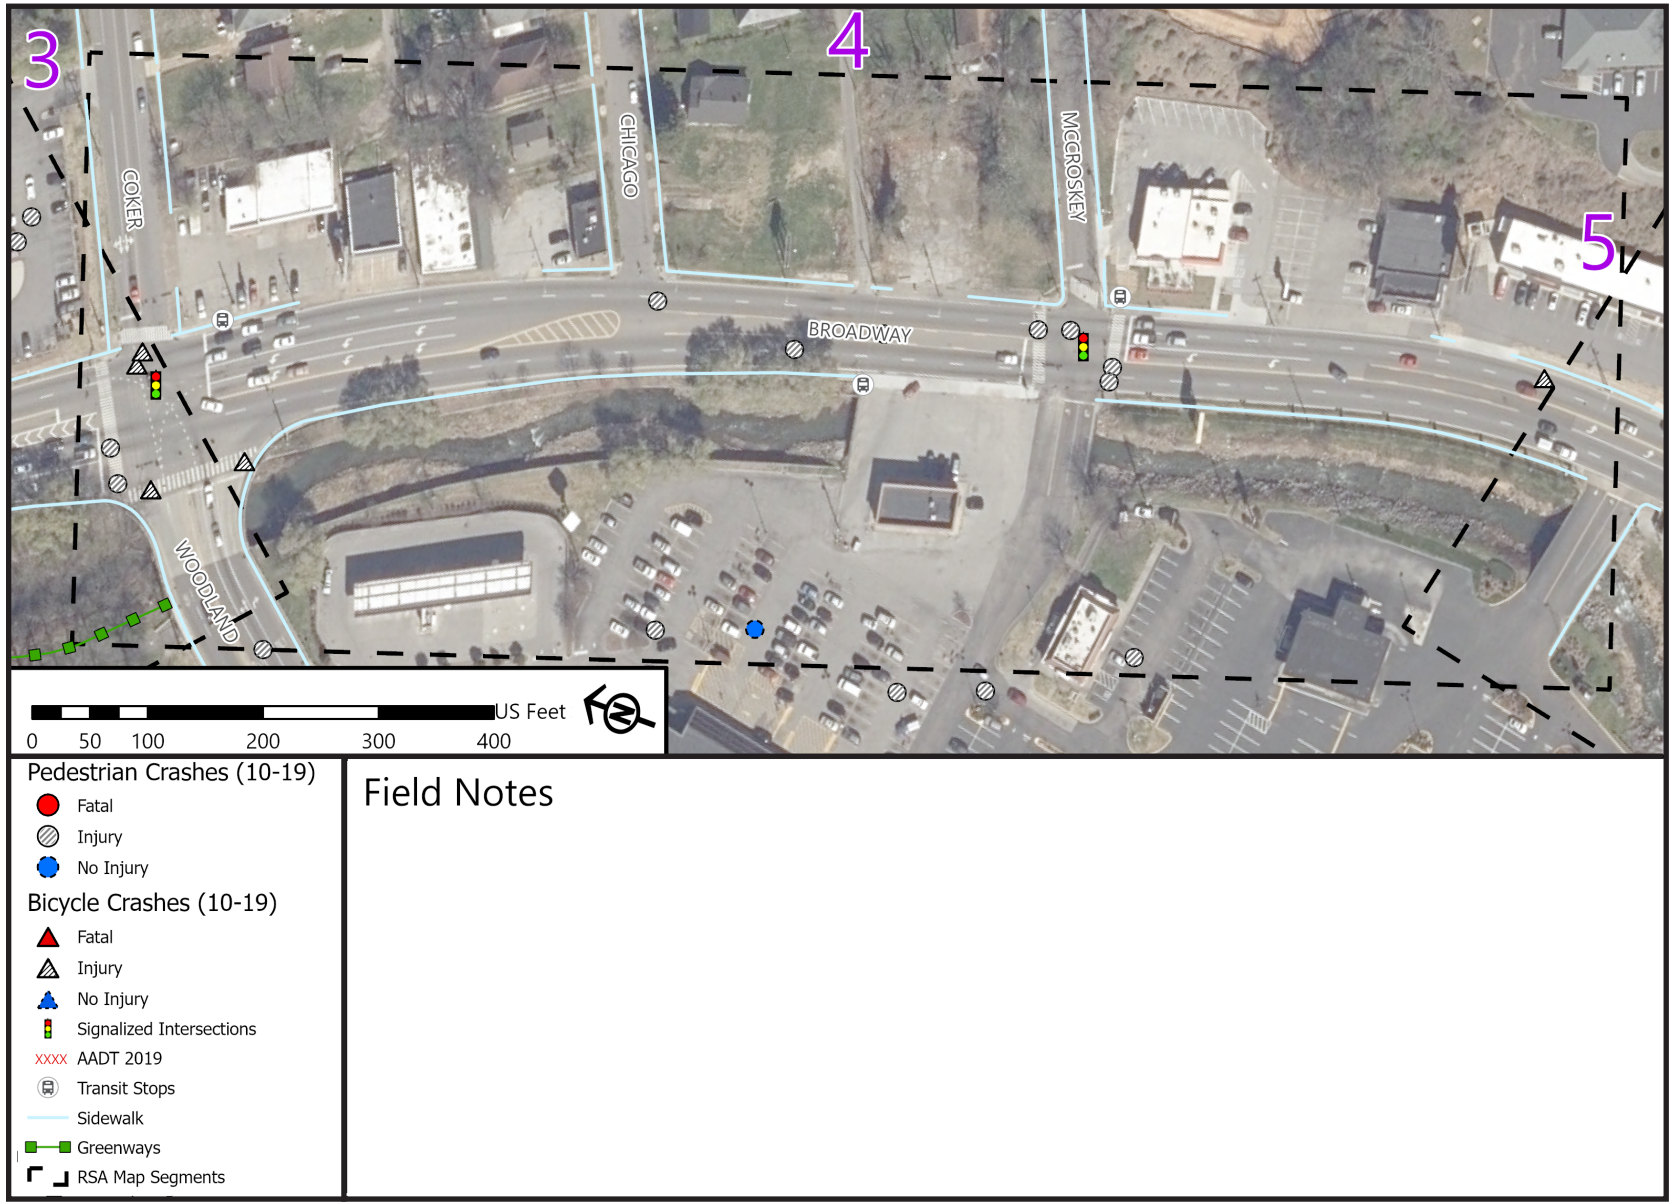 3
4
5
COKER
CHICAGO
MCCROSKEY
BROADWAY
WOODLAND
US Feet
N
0 50 100 200 300 400
Pedestrian Crashes (10-19)
Fatal
Injury
No Injury
Bicycle Crashes (10-19)
Fatal
Injury
No Injury
Signalized Intersections
XXXX AADT 2019
Transit Stops
Sidewalk
Greenways
RSA Map Segments
Field Notes